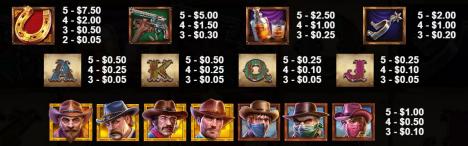 5 - $7.50
4 - $2.00
3 - $0.50
2 - $0.05
5 - $5.00
4 - $1.50
3 - $0.30
5 - $2.50
4 - $1.00
3 - $0.25
5 - $2.00
4 - $1.00
3 - $0.20
A
5 - $0.50
4 - $0.25
3 - $0.05
K
5 - $0.50
4 - $0.25
3 - $0.05
Q
5 - $0.25
4 - $0.10
3 - $0.05
J
5 - $0.25
4 - $0.10
3 - $0.05
5 - $1.00
4 - $0.50
3 - $0.10